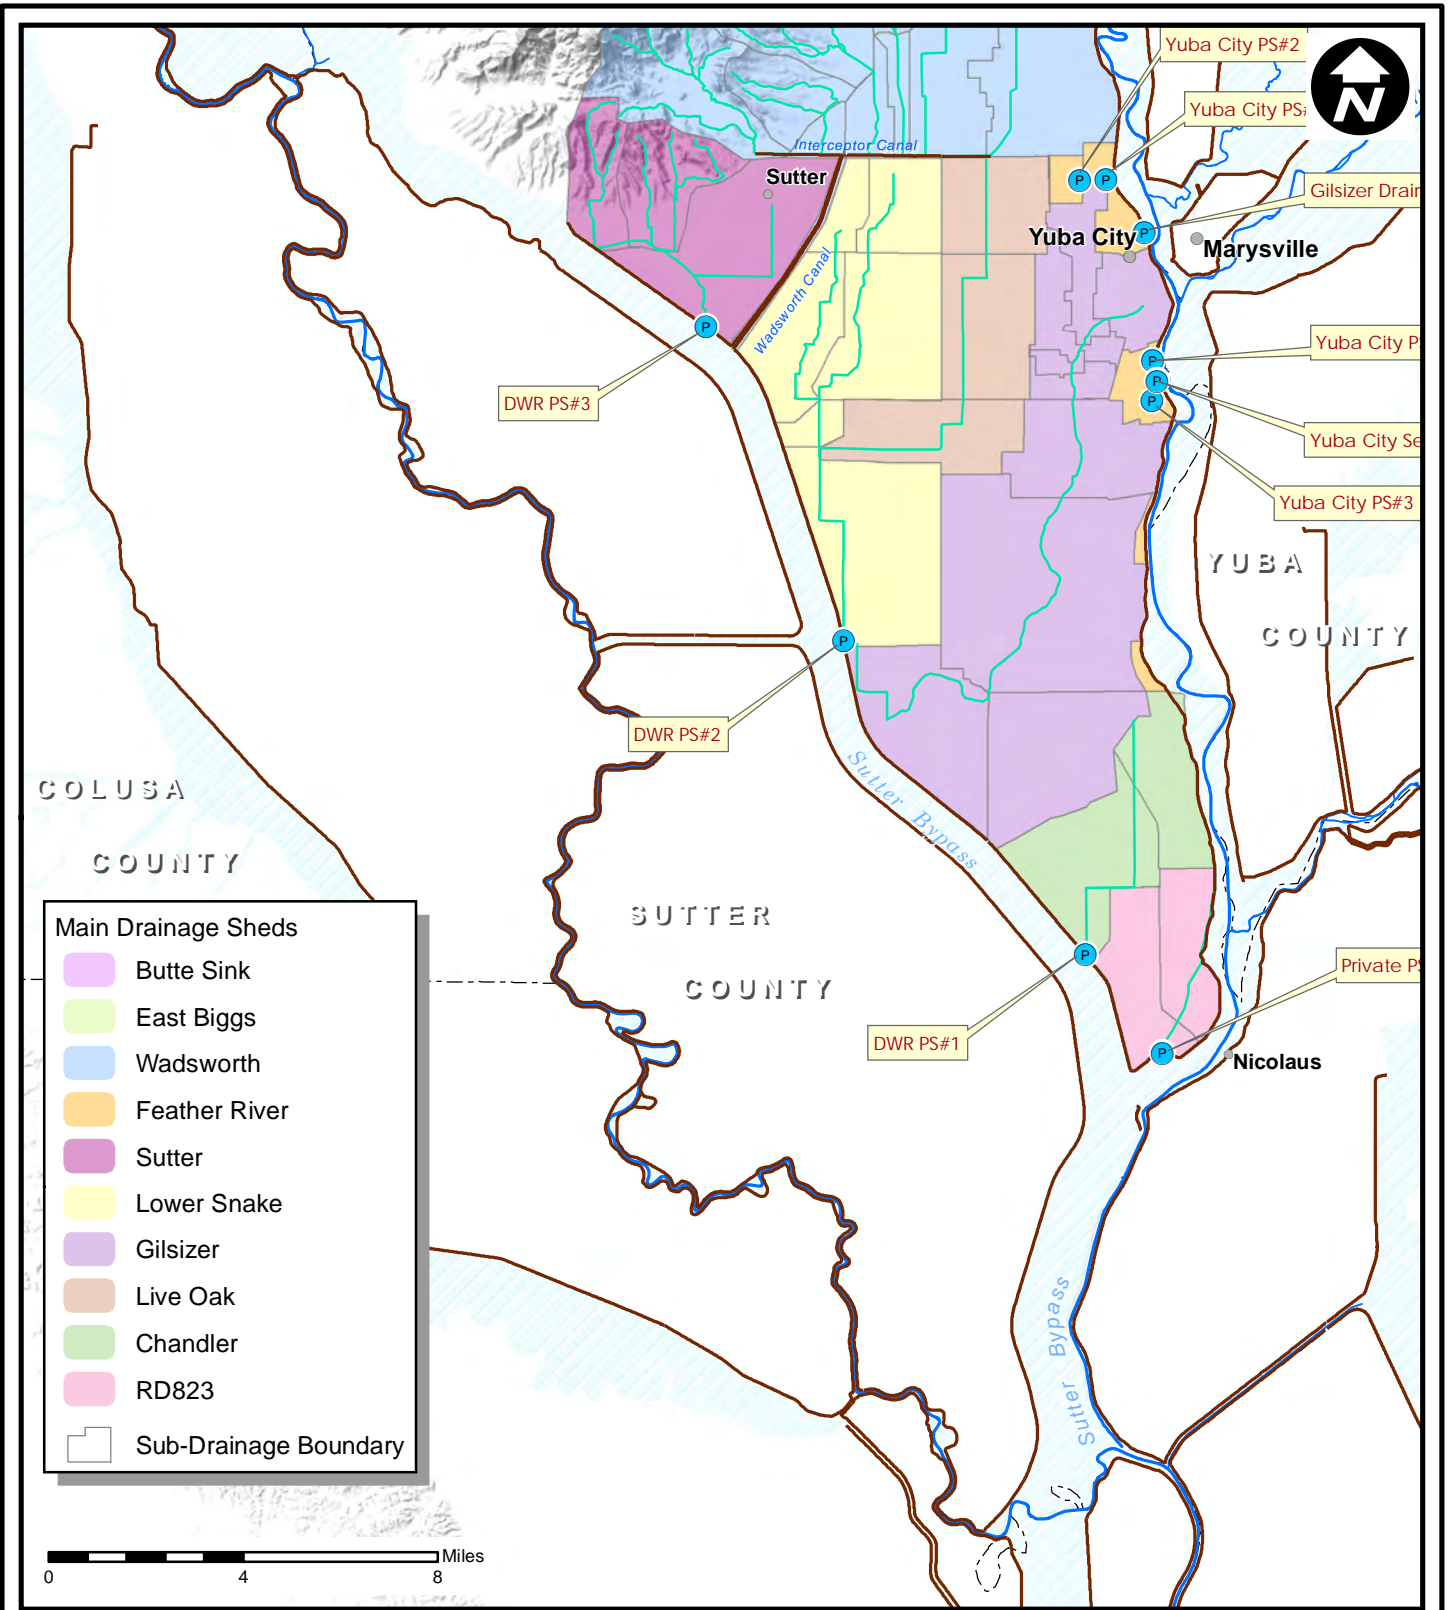 Yuba City PS#2
N
Yuba City PS#
Interceptor Canal
Sutter
Gilsizer Drain
Yuba City
Marysville
Wadsworth Canal
Yuba City PS
DWR PS#3
Yuba City Se
Yuba City PS#3
YUBA
COUNTY
DWR PS#2
Sutter Bypass
COLUSA
COUNTY
SUTTER
COUNTY
Private PS
DWR PS#1
Nicolaus
Sutter Bypass
P
P
P
P
P
P
P
P
P
P
Main Drainage Sheds
Butte Sink
East Biggs
Wadsworth
Feather River
Sutter
Lower Snake
Gilsizer
Live Oak
Chandler
RD823
Sub-Drainage Boundary
Miles
0 4 8